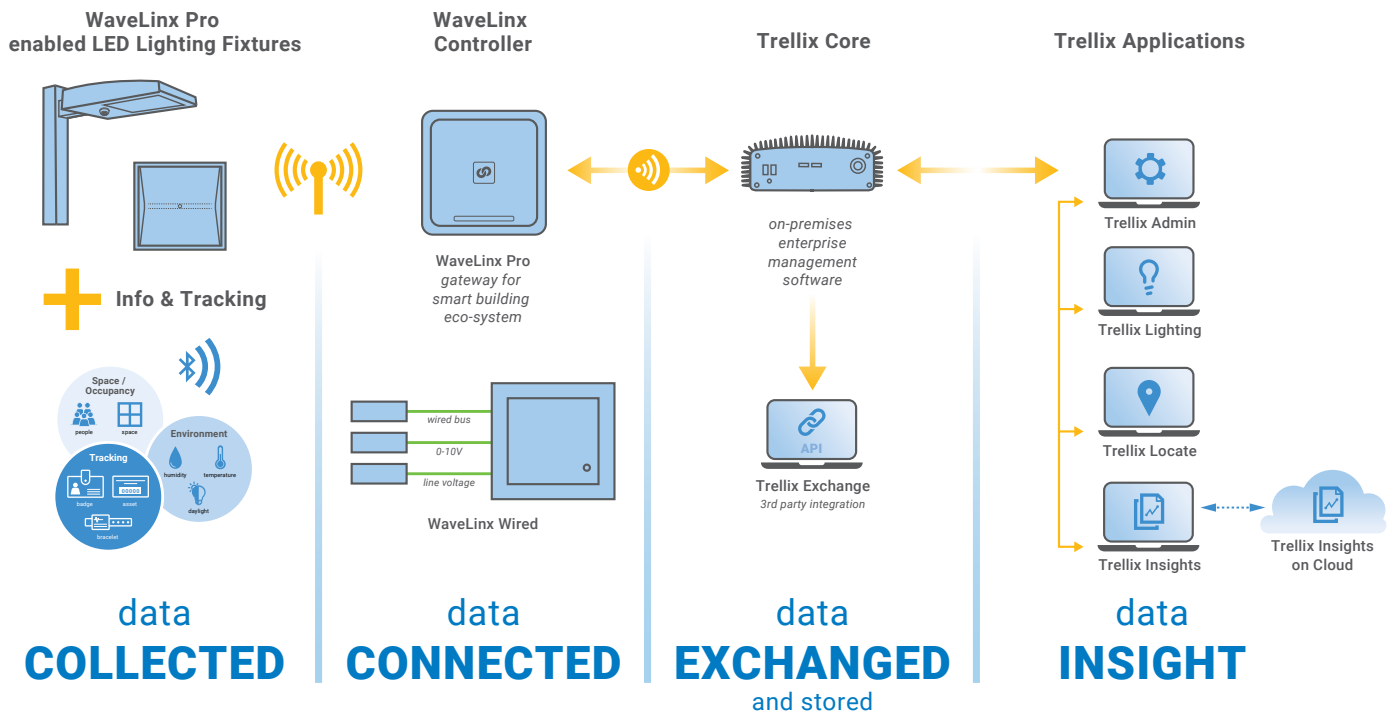 WaveLinx Pro
enabled LED Lighting Fixtures
Info & Tracking
Space /
Occupancy
people
space
Environment
humidity
temperature
daylight
Tracking
badge
asset
bracelet
data
COLLECTED
WaveLinx
Controller
WaveLinx Pro
gateway for
smart building
eco-system
wired bus
0-10V
line voltage
WaveLinx Wired
data
CONNECTED
Trellix Core
on-premises
enterprise
management
software
API
Trellix Exchange
3rd party integration
data
EXCHANGED
and stored
Trellix Applications
Trellix Admin
Trellix Lighting
Trellix Locate
Trellix Insights
Trellix Insights
on Cloud
data
INSIGHT